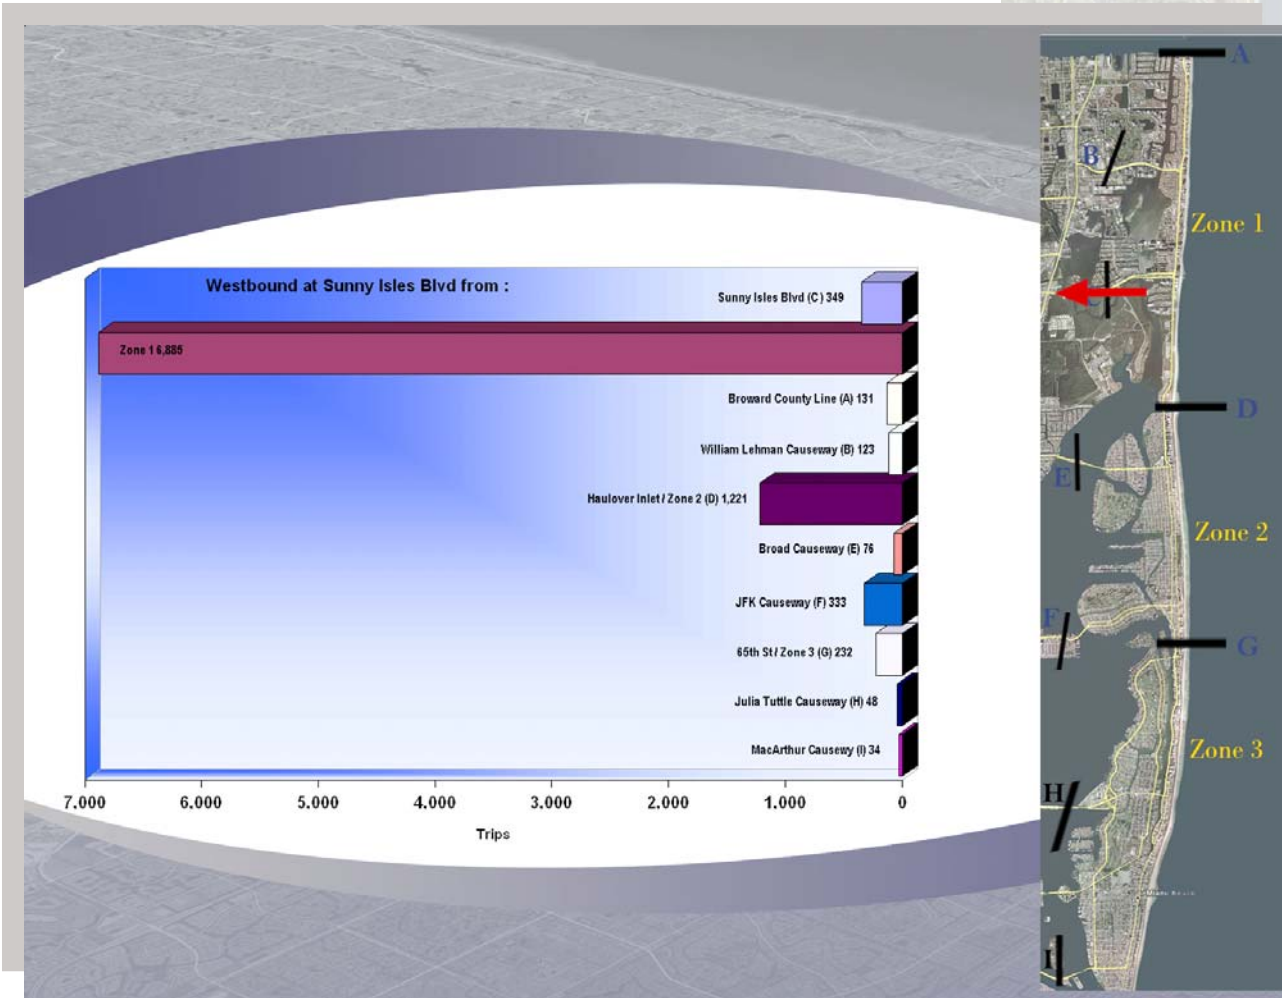 Westbound at Sunny Isles Blvd from :
Sunny Isles Blvd (C) 349
Zone 1 6,885
Broward County Line (A) 131
William Lehman Causeway (B) 123
Haulover Inlet / Zone 2 (D) 1,221
Broad Causeway (E) 76
JFK Causeway (F) 333
65th St / Zone 3 (G) 232
Julia Tuttle Causeway (H) 48
MacArthur Causewy (I) 34
7.000 6.000 5.000 4.000 3.000 2.000 1.000 0
Trips
A
B
Zone 1
C
D
E
Zone 2
F
G
Zone 3
H
Miami Beach
I